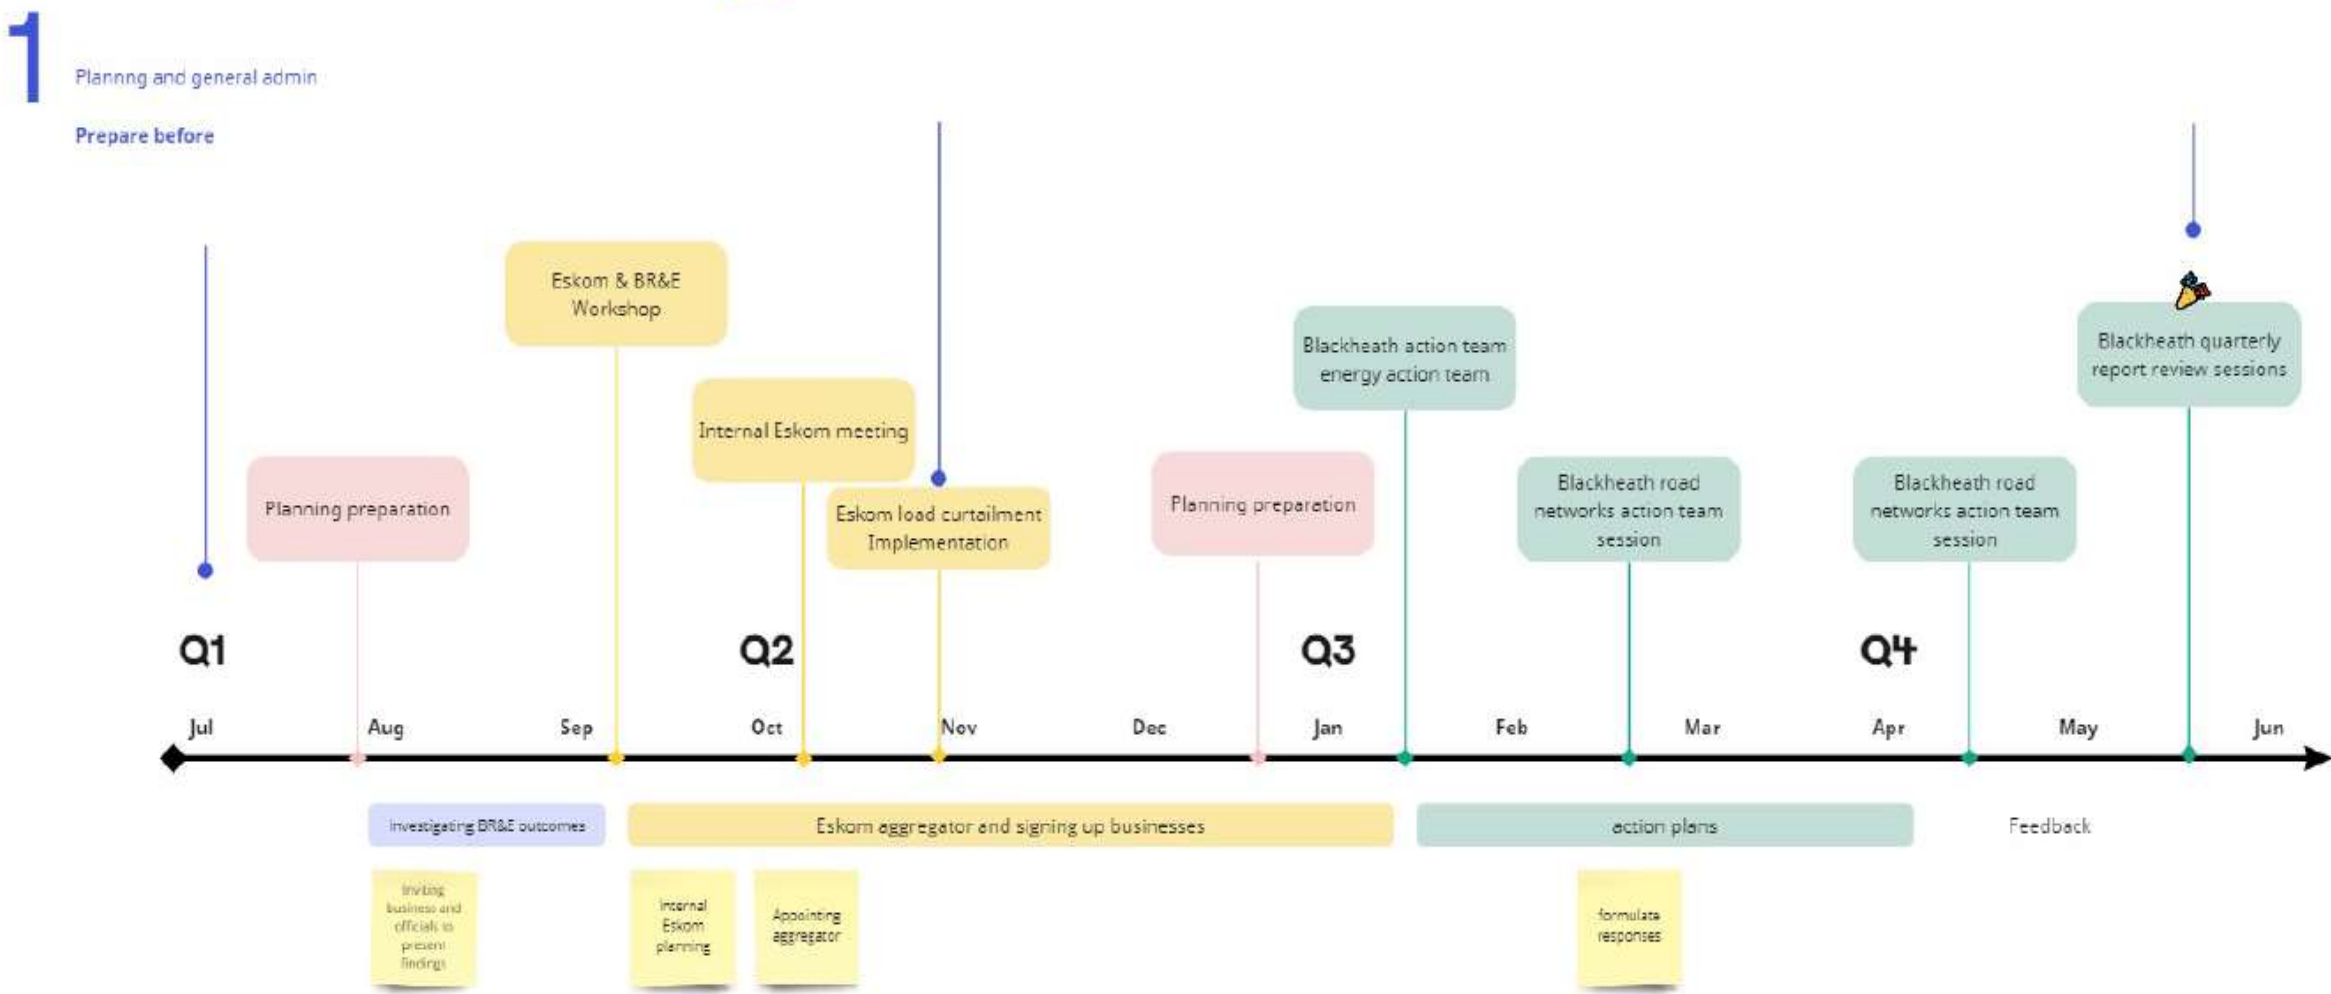 1
Plannng and general admin
Prepare before
Eskom & BR&E
Workshop
Internal Eskom meeting
Eskom load curtailment
Implementation
Planning preparation
Planning preparation
Blackheath action team
energy action team
Blackheath road
networks action team
session
Blackheath road
networks action team
session
Blackheath quarterly
report review sessions
Q1
Q2
Q3
Q4
Jul
Aug
Sep
Oct
Nov
Dec
Jan
Feb
Mar
Apr
May
Jun
Investigating BR&E outcomes
Eskom aggregator and signing up businesses
action plans
Feedback
Inviting
business and
officials to
present
findings
Internal
Eskom
planning
Appointing
aggregator
formulate
responses